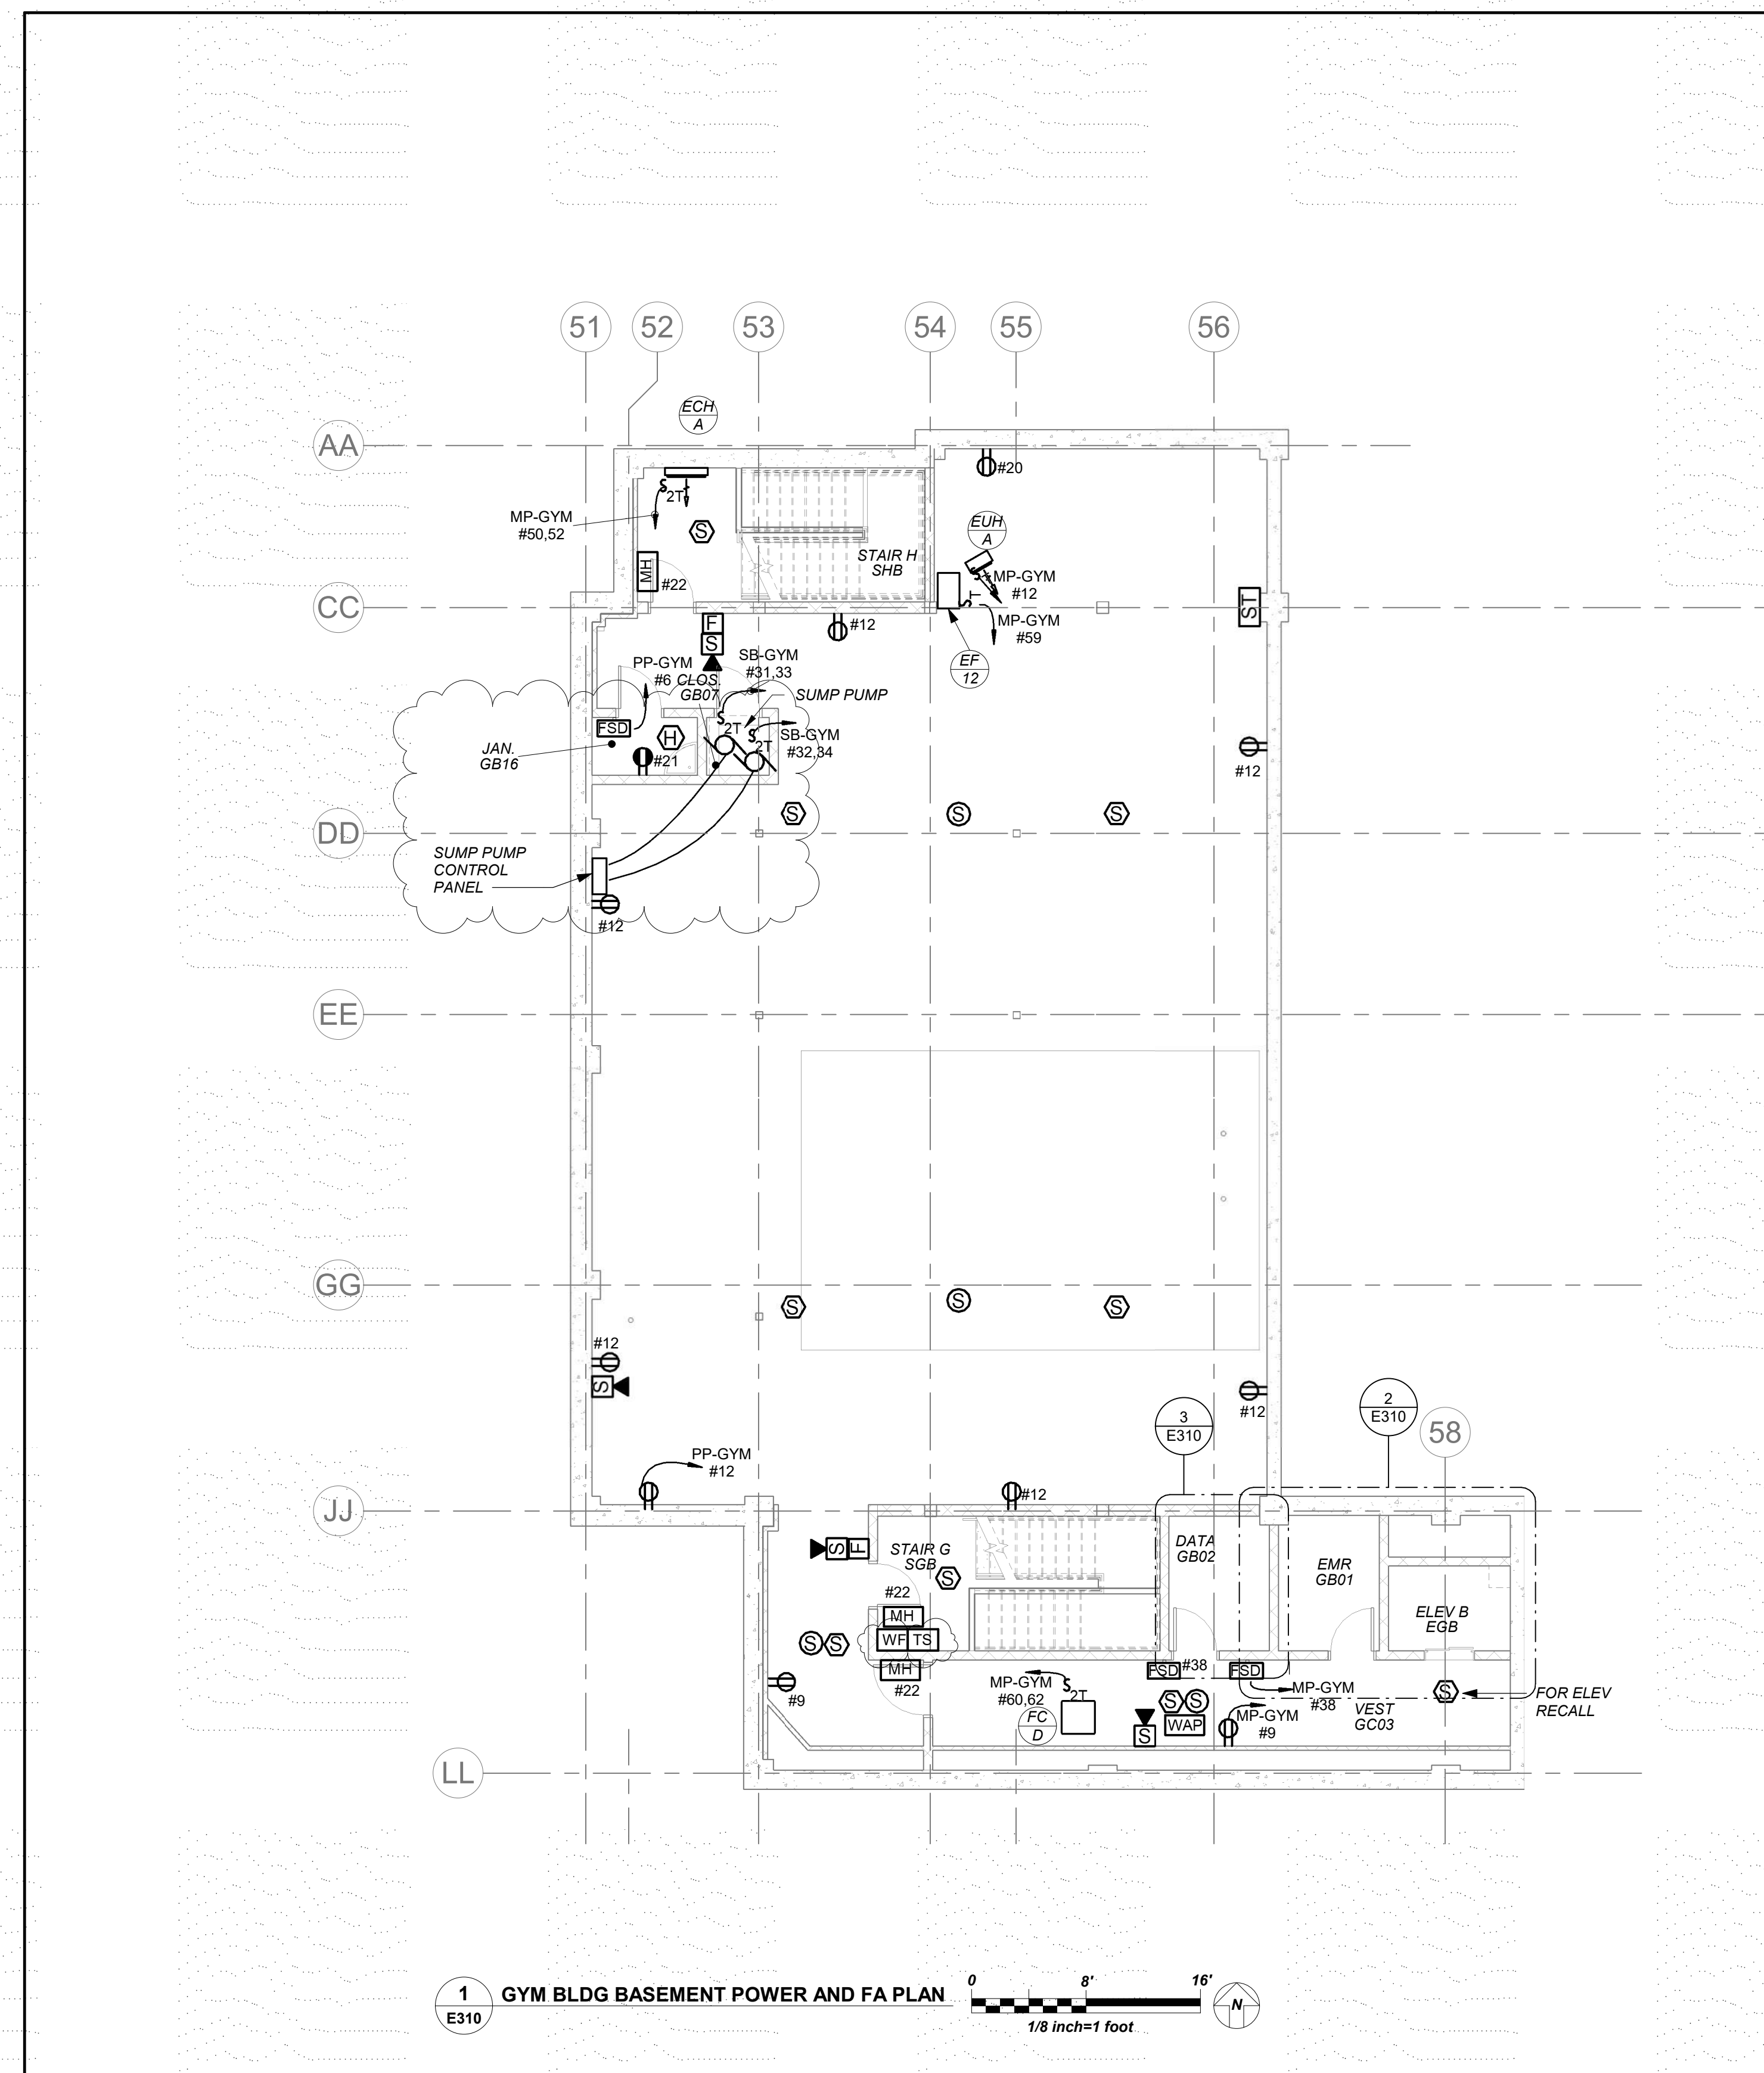 51
52
53
54
55
56
ECH
A
AA
#20
2T
MP-GYM
#50,52
S
EUH
A
STAIR H
SHB
MH
#22
MP-GYM
#12
T
CC
ST
F
S
#12
MP-GYM
#59
EF
12
PP-GYM
#6
CLOS.
GB07
SB-GYM
#31,33
SUMP PUMP
FSD
2T
H
SB-GYM
#32,34
2T
JAN.
GB16
#21
#12
S
S
S
DD
SUMP PUMP
CONTROL
PANEL
#12
EE
GG
S
S
S
#12
S
#12
3
E310
2
E310
58
PP-GYM
#12
#12
JJ
S
F
STAIR G
SGB
S
DATA
GB02
EMR
GB01
#22
MH
ELEV B
EGB
WF
TS
S
S
MH
#22
FSD
#38
FSD
#9
MP-GYM
#60,62
2T
S
S
MP-GYM
#38
S
FOR ELEV
RECALL
FC
D
WAP
S
MP-GYM
#9
VEST
GC03
LL
1
E310
GYM BLDG BASEMENT POWER AND FA PLAN
0
8'
16'
1/8 inch=1 foot
N